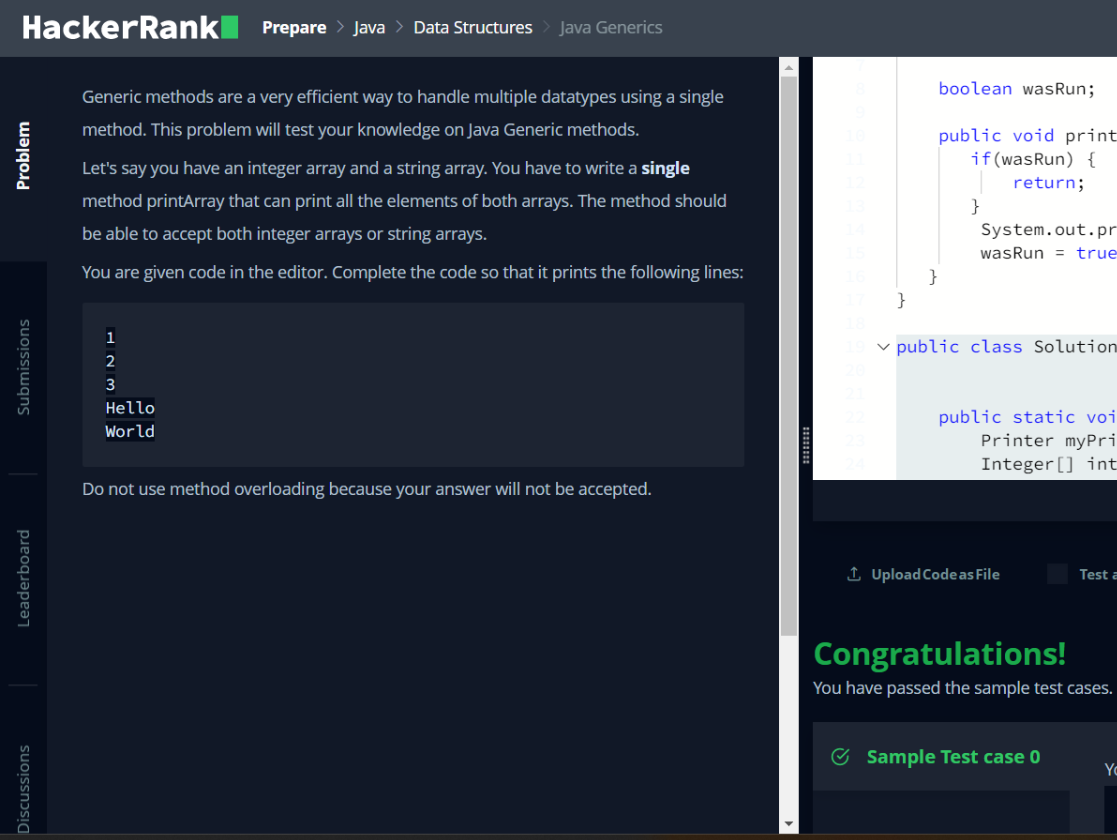 HackerRank
Prepare > Java > Data Structures > Java Generics
Problem
Submissions
Leaderboard
Discussions
Generic methods are a very efficient way to handle multiple datatypes using a single
method. This problem will test your knowledge on Java Generic methods.
Let's say you have an integer array and a string array. You have to write a single
method printArray that can print all the elements of both arrays. The method should
be able to accept both integer arrays or string arrays.
You are given code in the editor. Complete the code so that it prints the following lines:
1
2
3
Hello
World
Do not use method overloading because your answer will not be accepted.
7
8 boolean wasRun;
9
10 public void print
11 if(wasRun) {
12 return;
13 }
14 System.out.pr
15 wasRun = true
16 }
17 }
18
19 public class Solution
20
21
22 public static voi
23 Printer myPri
24 Integer[] int
Upload Code as File
Test a
Congratulations!
You have passed the sample test cases.
Sample Test case 0
Yo